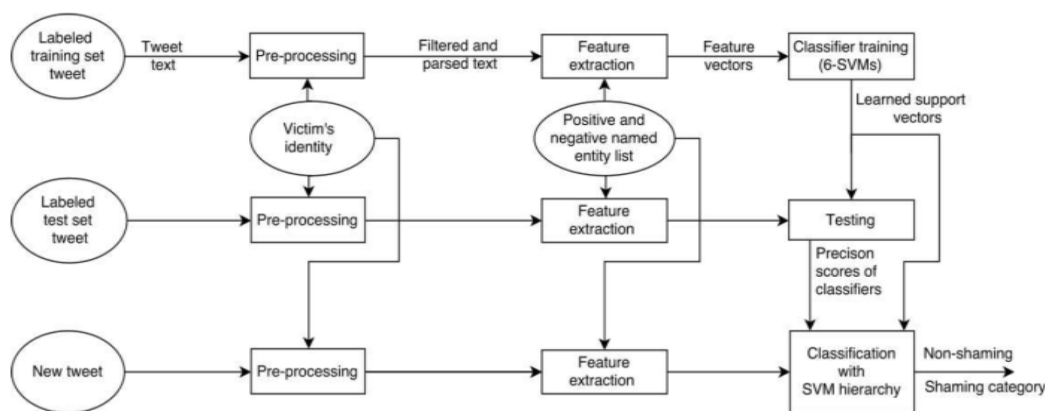 Labeled
training set
tweet
Tweet
text
Pre-processing
Filtered and
parsed text
Feature
extraction
Feature
vectors
Classifier training
(6-SVMs)
Learned support
vectors
Victim's
identity
Positive and
negative named
entity list
Labeled
test set
tweet
Pre-processing
Feature
extraction
Testing
Precison
scores of
classifiers
New tweet
Pre-processing
Feature
extraction
Classification
with
SVM hierarchy
Non-shaming
Shaming category